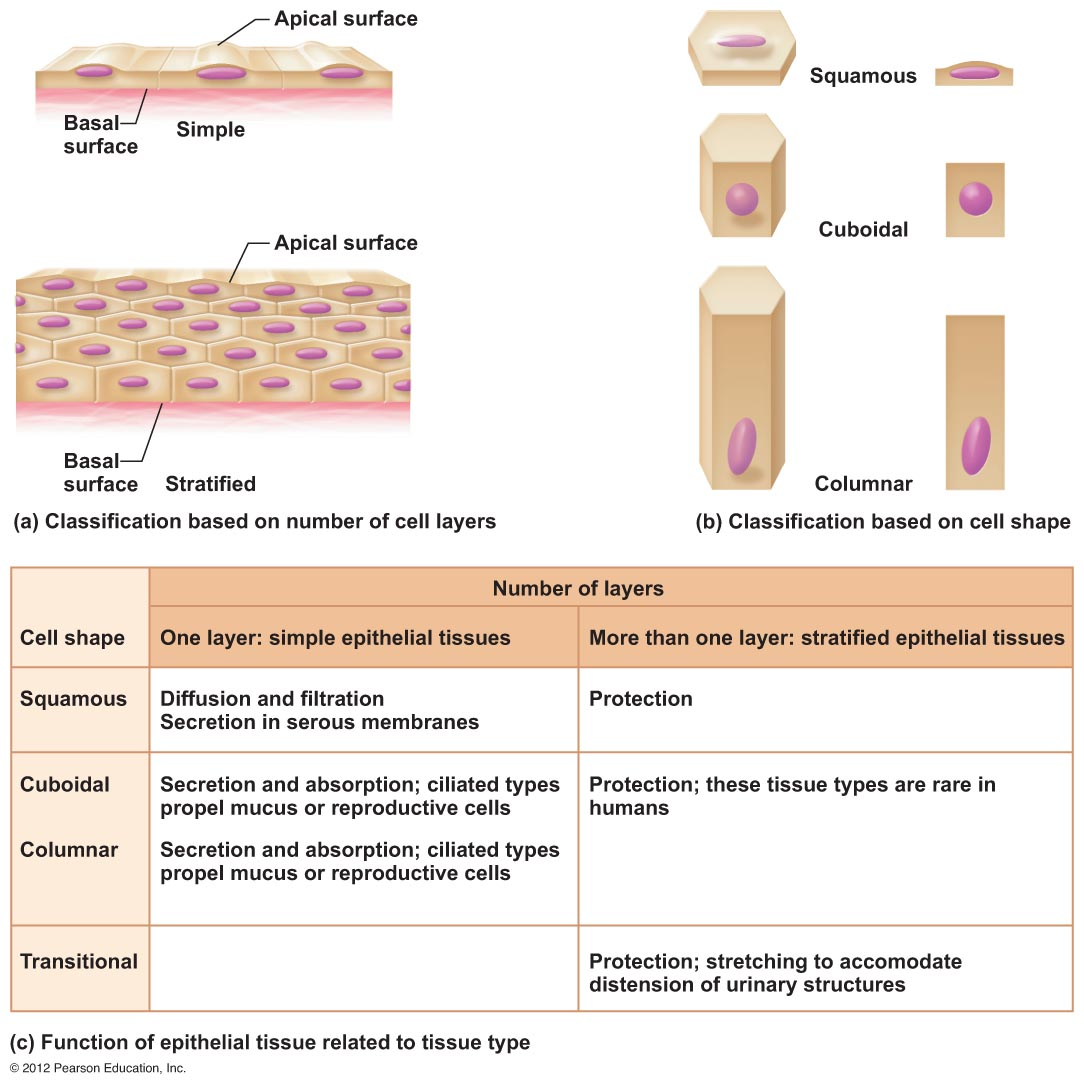 Apical surface
Basal
surface
Simple
Apical surface
Basal
surface
Stratified
(a) Classification based on number of cell layers
Squamous
Cuboidal
Columnar
(b) Classification based on cell shape
Number of layers
Cell shape
One layer: simple epithelial tissues
More than one layer: stratified epithelial tissues
Squamous
Diffusion and filtration
Secretion in serous membranes
Protection
Cuboidal
Secretion and absorption; ciliated types
propel mucus or reproductive cells
Protection; these tissue types are rare in
humans
Columnar
Secretion and absorption; ciliated types
propel mucus or reproductive cells
Transitional
Protection; stretching to accomodate
distension of urinary structures
(c) Function of epithelial tissue related to tissue type
© 2012 Pearson Education, Inc.